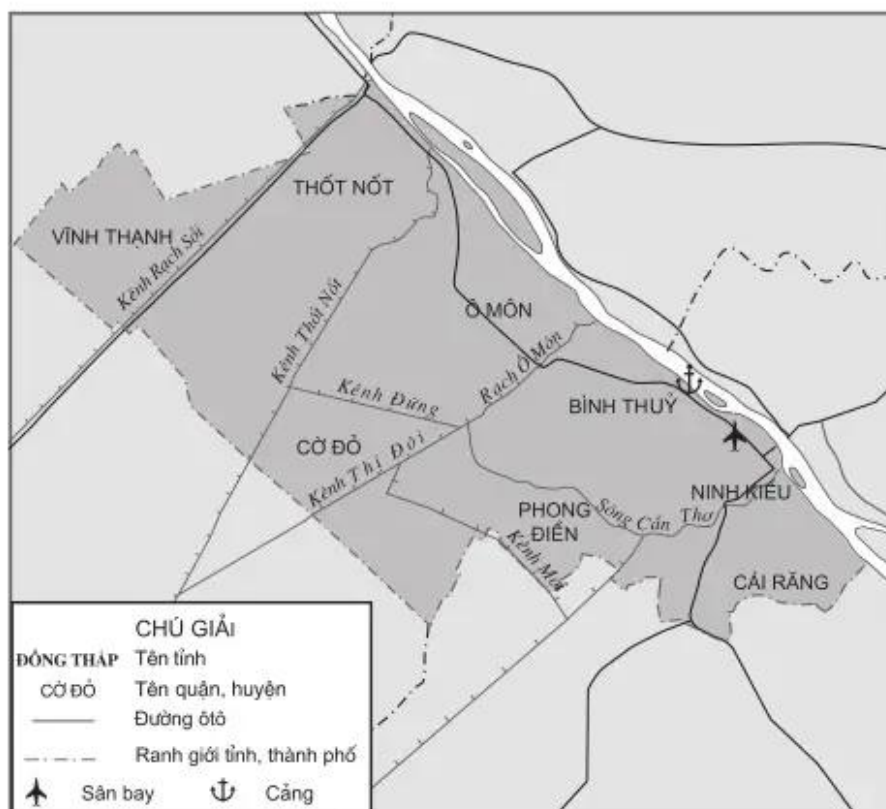 THỐT NỐT
VĨNH THẠNH
Kênh Rạch Sỏi
Kênh Thốt Nốt
Ô MÔN
Rạch Ô Môn
Kênh Đứng
BÌNH THUỶ
CỜ ĐỎ
Kênh Thị Đội
NINH KIỀU
PHONG
ĐIỀN
Sông Cần Thơ
Kênh Mới
CÁI RĂNG
CHÚ GIẢI
ĐỒNG THÁP Tên tỉnh
CỜ ĐỎ Tên quận, huyện
Đường ôtô
Ranh giới tỉnh, thành phố
Sân bay Cảng